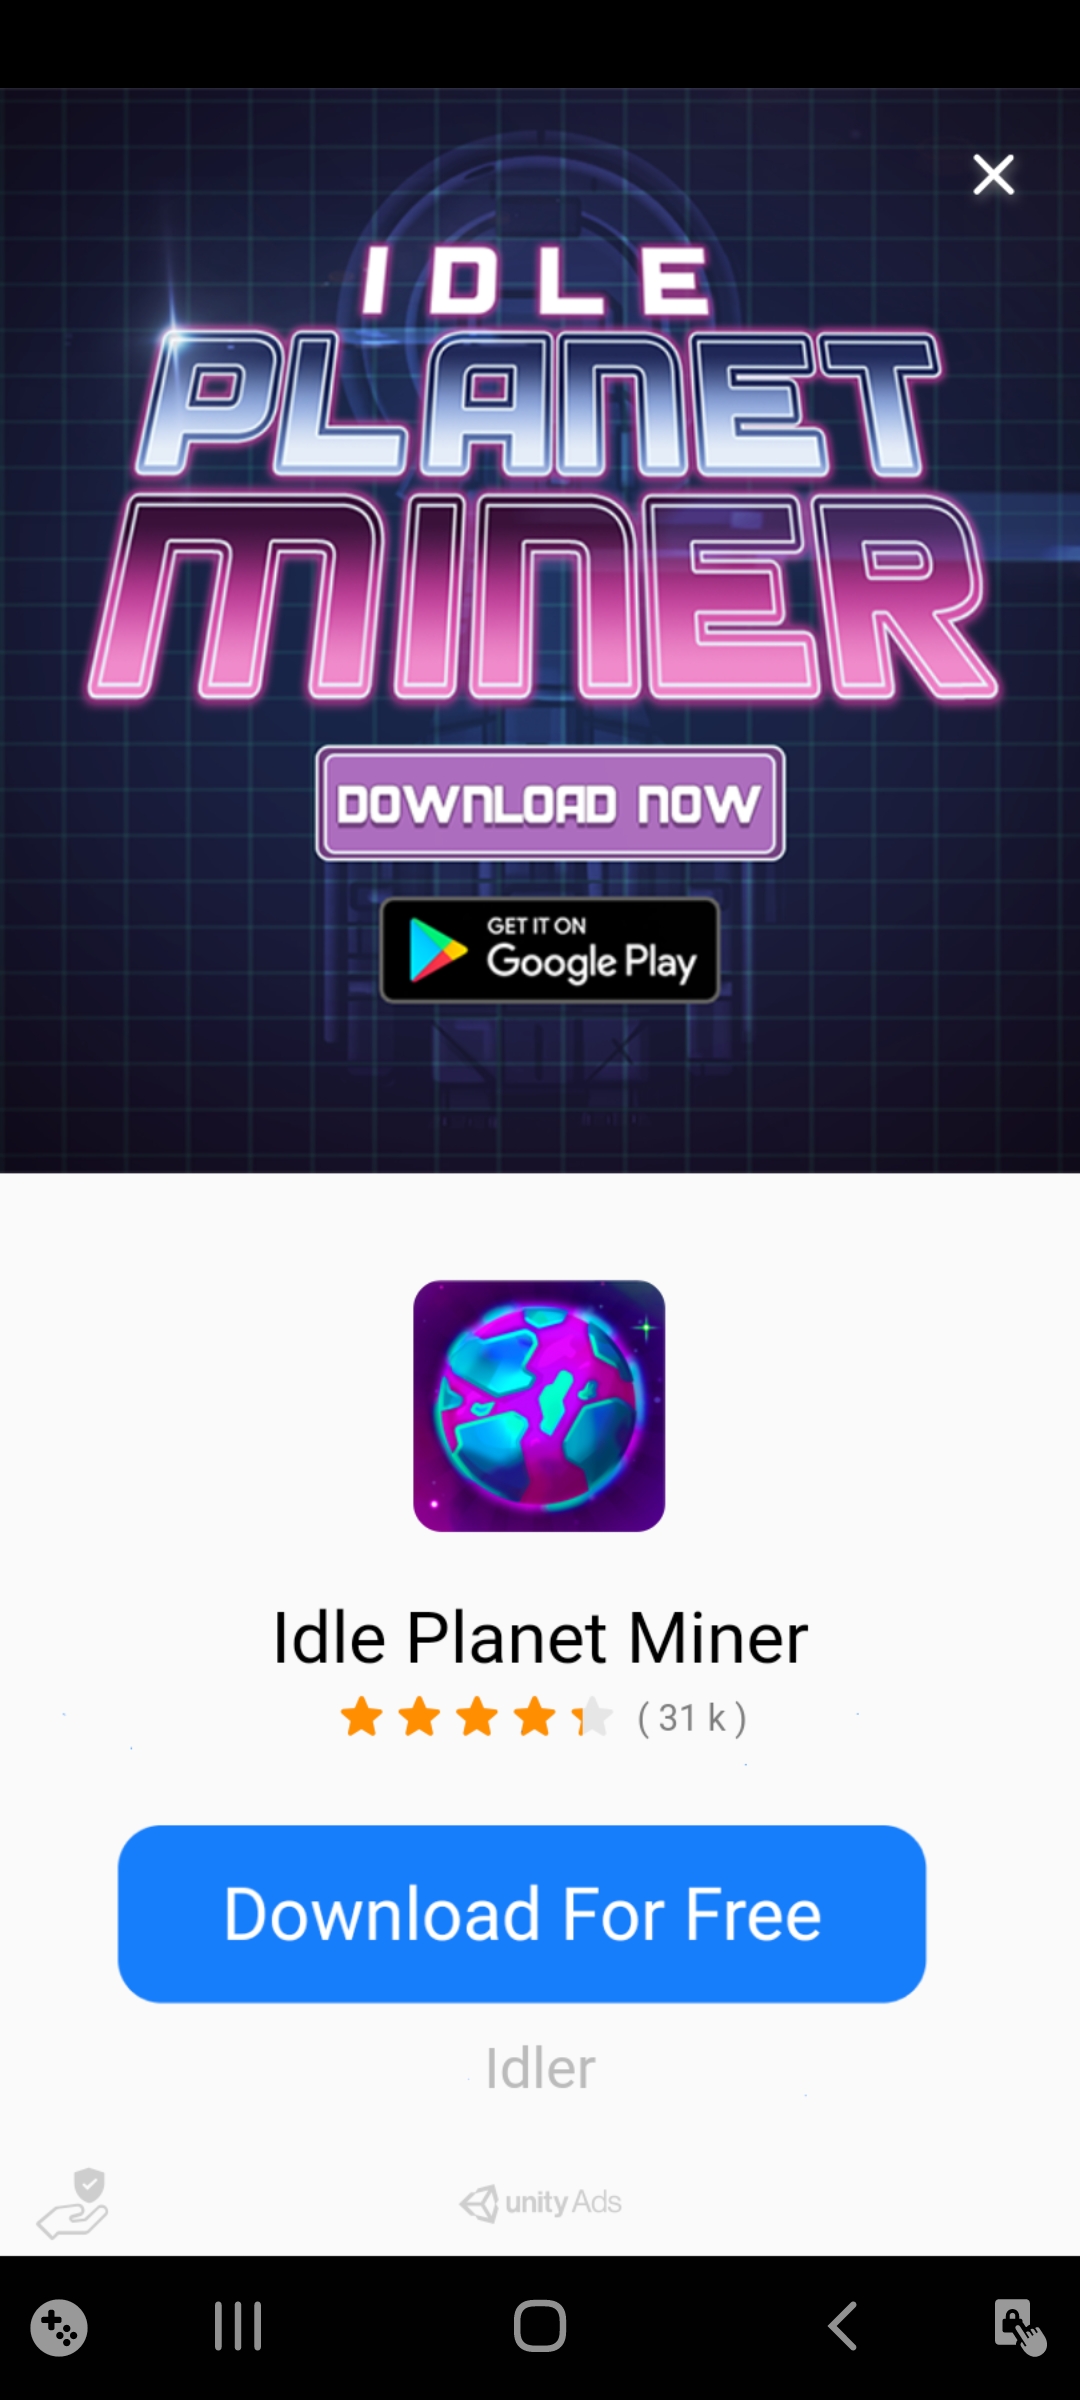 IDLE
PLANET
MINER
DOWNLOAD NOW
GET IT ON
Google Play
Idle Planet Miner
( 31 k )
Download For Free
Idler
unity Ads